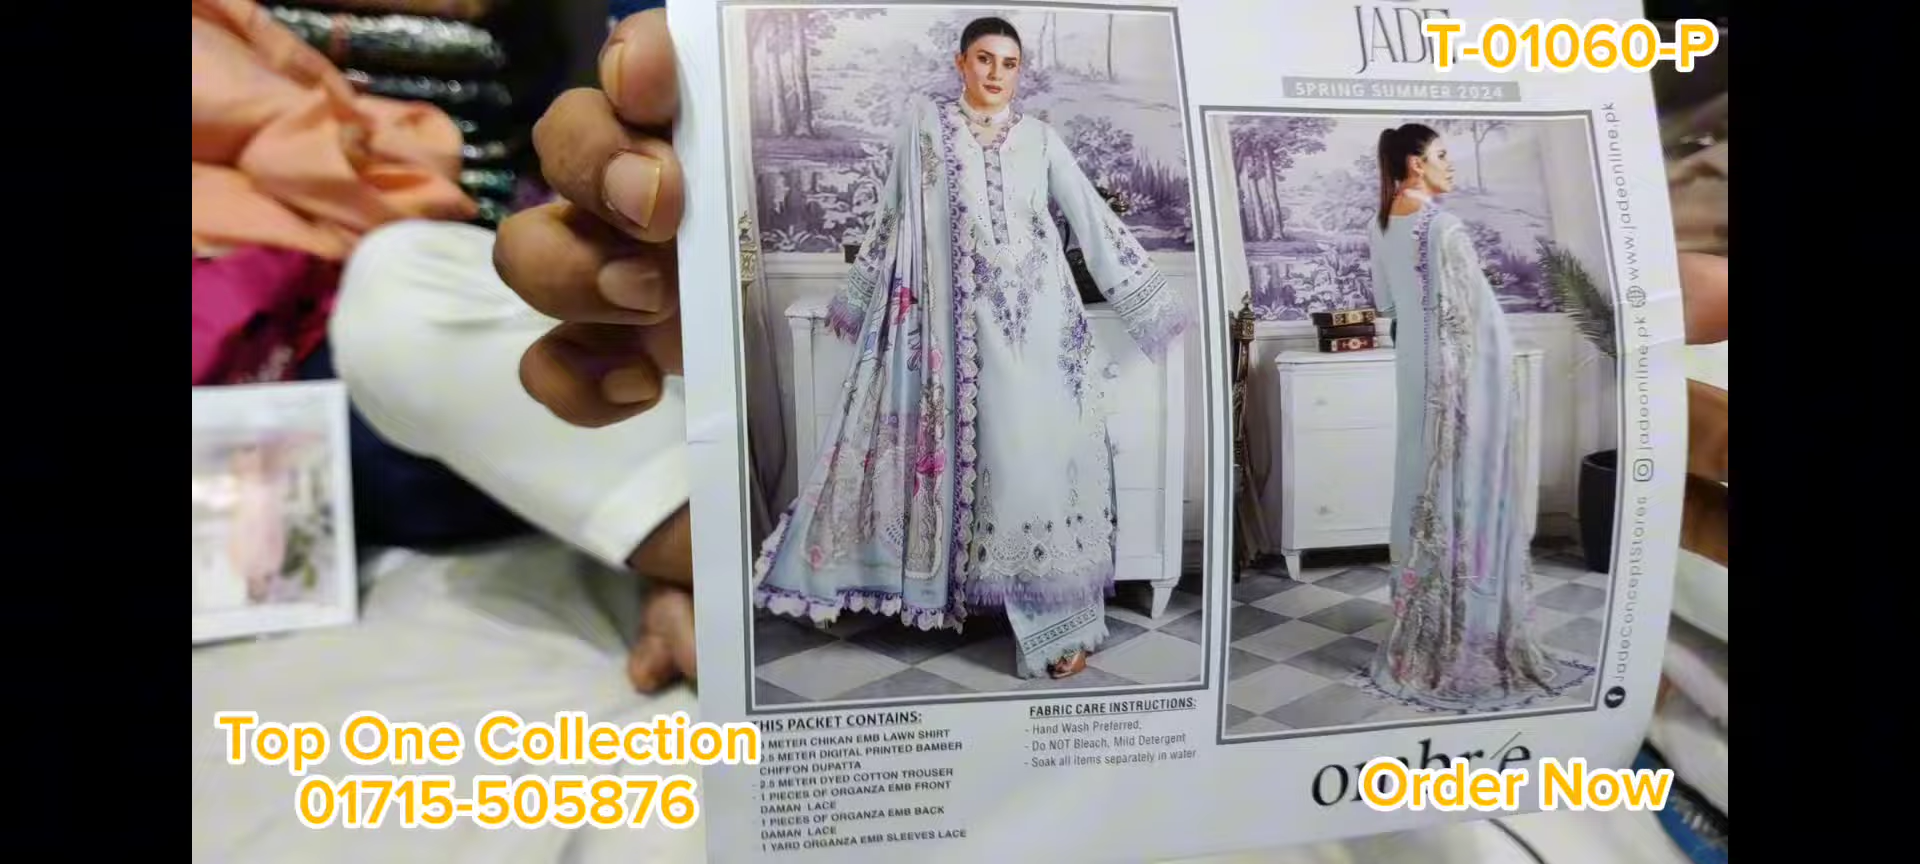 JADE
T-01060-P
SPRING SUMMER 2024
www.jadeonline.pk
jadeonline.pk
JadeConceptStores
THIS PACKET CONTAINS:
METER CHIKAN EMB LAWN SHIRT
2.5 METER DIGITAL PRINTED BAMBER
CHIFFON DUPATTA
- 2.5 METER DYED COTTON TROUSER
- 1 PIECES OF ORGANZA EMB FRONT
DAMAN LACE
- 1 PIECES OF ORGANZA EMB BACK
DAMAN LACE
1 YARD ORGANZA EMB SLEEVES LACE
FABRIC CARE INSTRUCTIONS:
- Hand Wash Preferred,
- Do NOT Bleach, Mild Detergent
- Soak all items separately in water
ombré
Top One Collection
01715-505876
Order Now